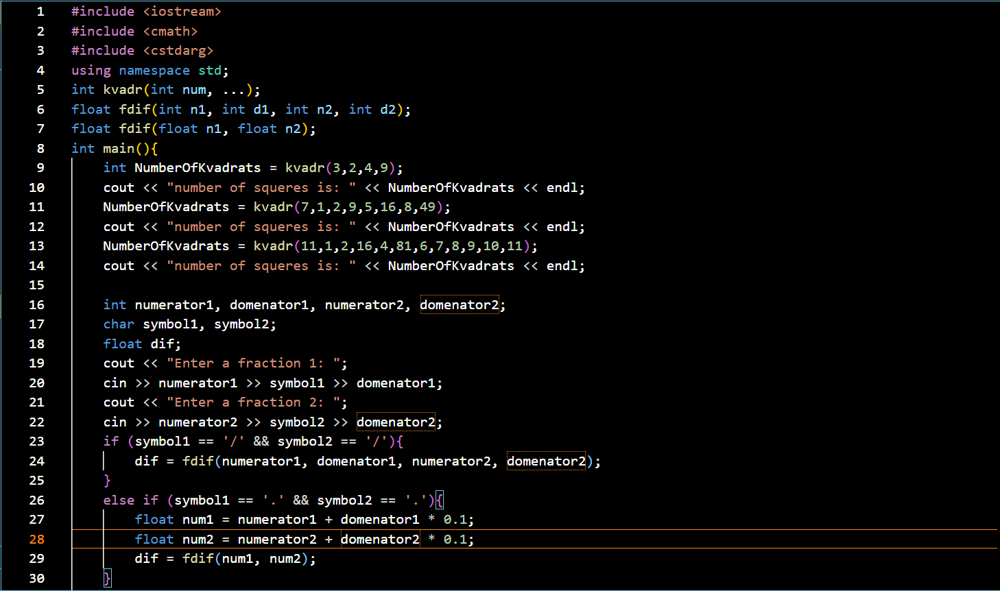 1 #include <iostream>
2 #include <cmath>
3 #include <cstdarg>
4 using namespace std;
5 int kvadr(int num, ...);
6 float fdif(int n1, int d1, int n2, int d2);
7 float fdif(float n1, float n2);
8 int main(){
9 int NumberOfKvadrats = kvadr(3,2,4,9);
10 cout << "number of squeres is: " << NumberOfKvadrats << endl;
11 NumberOfKvadrats = kvadr(7,1,2,9,5,16,8,49);
12 cout << "number of squeres is: " << NumberOfKvadrats << endl;
13 NumberOfKvadrats = kvadr(11,1,2,16,4,81,6,7,8,9,10,11);
14 cout << "number of squeres is: " << NumberOfKvadrats << endl;
15
16 int numerator1, domenator1, numerator2, domenator2;
17 char symbol1, symbol2;
18 float dif;
19 cout << "Enter a fraction 1: ";
20 cin >> numerator1 >> symbol1 >> domenator1;
21 cout << "Enter a fraction 2: ";
22 cin >> numerator2 >> symbol2 >> domenator2;
23 if (symbol1 == '/' && symbol2 == '/'){
24 dif = fdif(numerator1, domenator1, numerator2, domenator2);
25 }
26 else if (symbol1 == '.' && symbol2 == '.'){
27 float num1 = numerator1 + domenator1 * 0.1;
28 float num2 = numerator2 + domenator2 * 0.1;
29 dif = fdif(num1, num2);
30 }